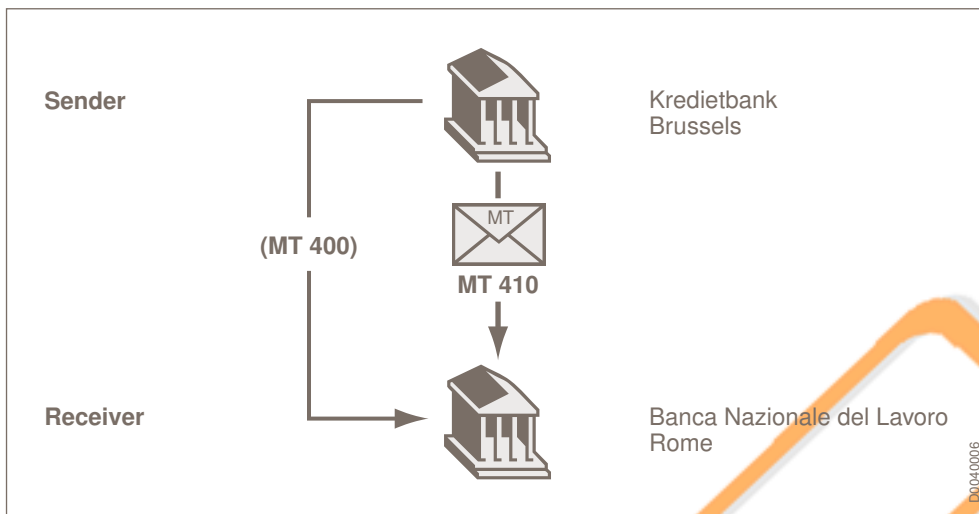 Sender
Kredietbank
Brussels
MT
(MT 400)
MT 410
Receiver
Banca Nazionale del Lavoro
Rome
D0040006